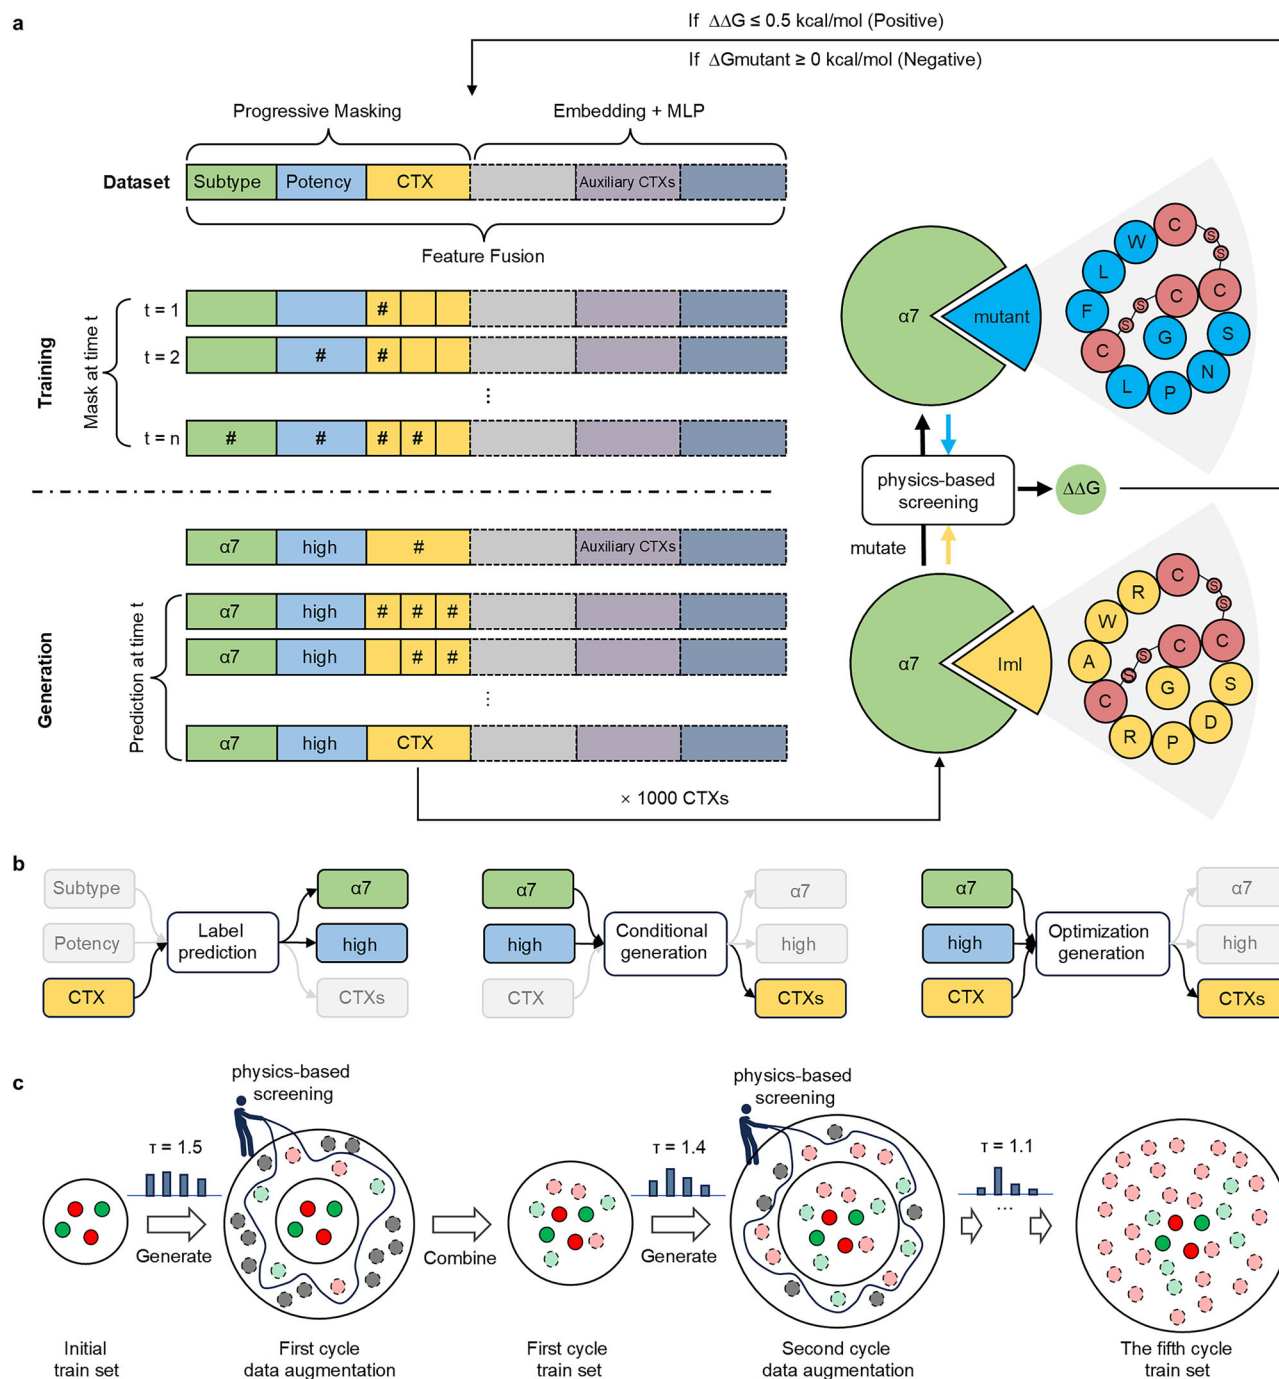 a
If ΔΔG ≤ 0.5 kcal/mol (Positive)
If ΔGmutant ≥ 0 kcal/mol (Negative)
Progressive Masking
Embedding + MLP
Dataset
Subtype
Potency
CTX
Auxiliary CTXs
Feature Fusion
Training
Mask at time t
t = 1
#
t = 2
# #
⋮
t = n
# # # #
α7
mutant
C
W
L
F
C
L
P
N
S
C
C
G
S
S
S
S
physics-based
screening
ΔΔG
mutate
Generation
Prediction at time t
α7 high # Auxiliary CTXs
α7 high # # #
α7 high # #
⋮
α7 high CTX
α7
ImI
C
R
W
A
C
R
P
D
S
C
C
G
S
S
S
S
× 1000 CTXs
b
Subtype
Potency
CTX
Label
prediction
α7
high
CTXs
α7
high
CTX
Conditional
generation
α7
high
CTXs
α7
high
CTX
Optimization
generation
α7
high
CTXs
c
physics-based
screening
physics-based
screening
τ = 1.5
τ = 1.4
τ = 1.1
...
Generate
Combine
Generate
Initial
train set
First cycle
data augmentation
First cycle
train set
Second cycle
data augmentation
The fifth cycle
train set